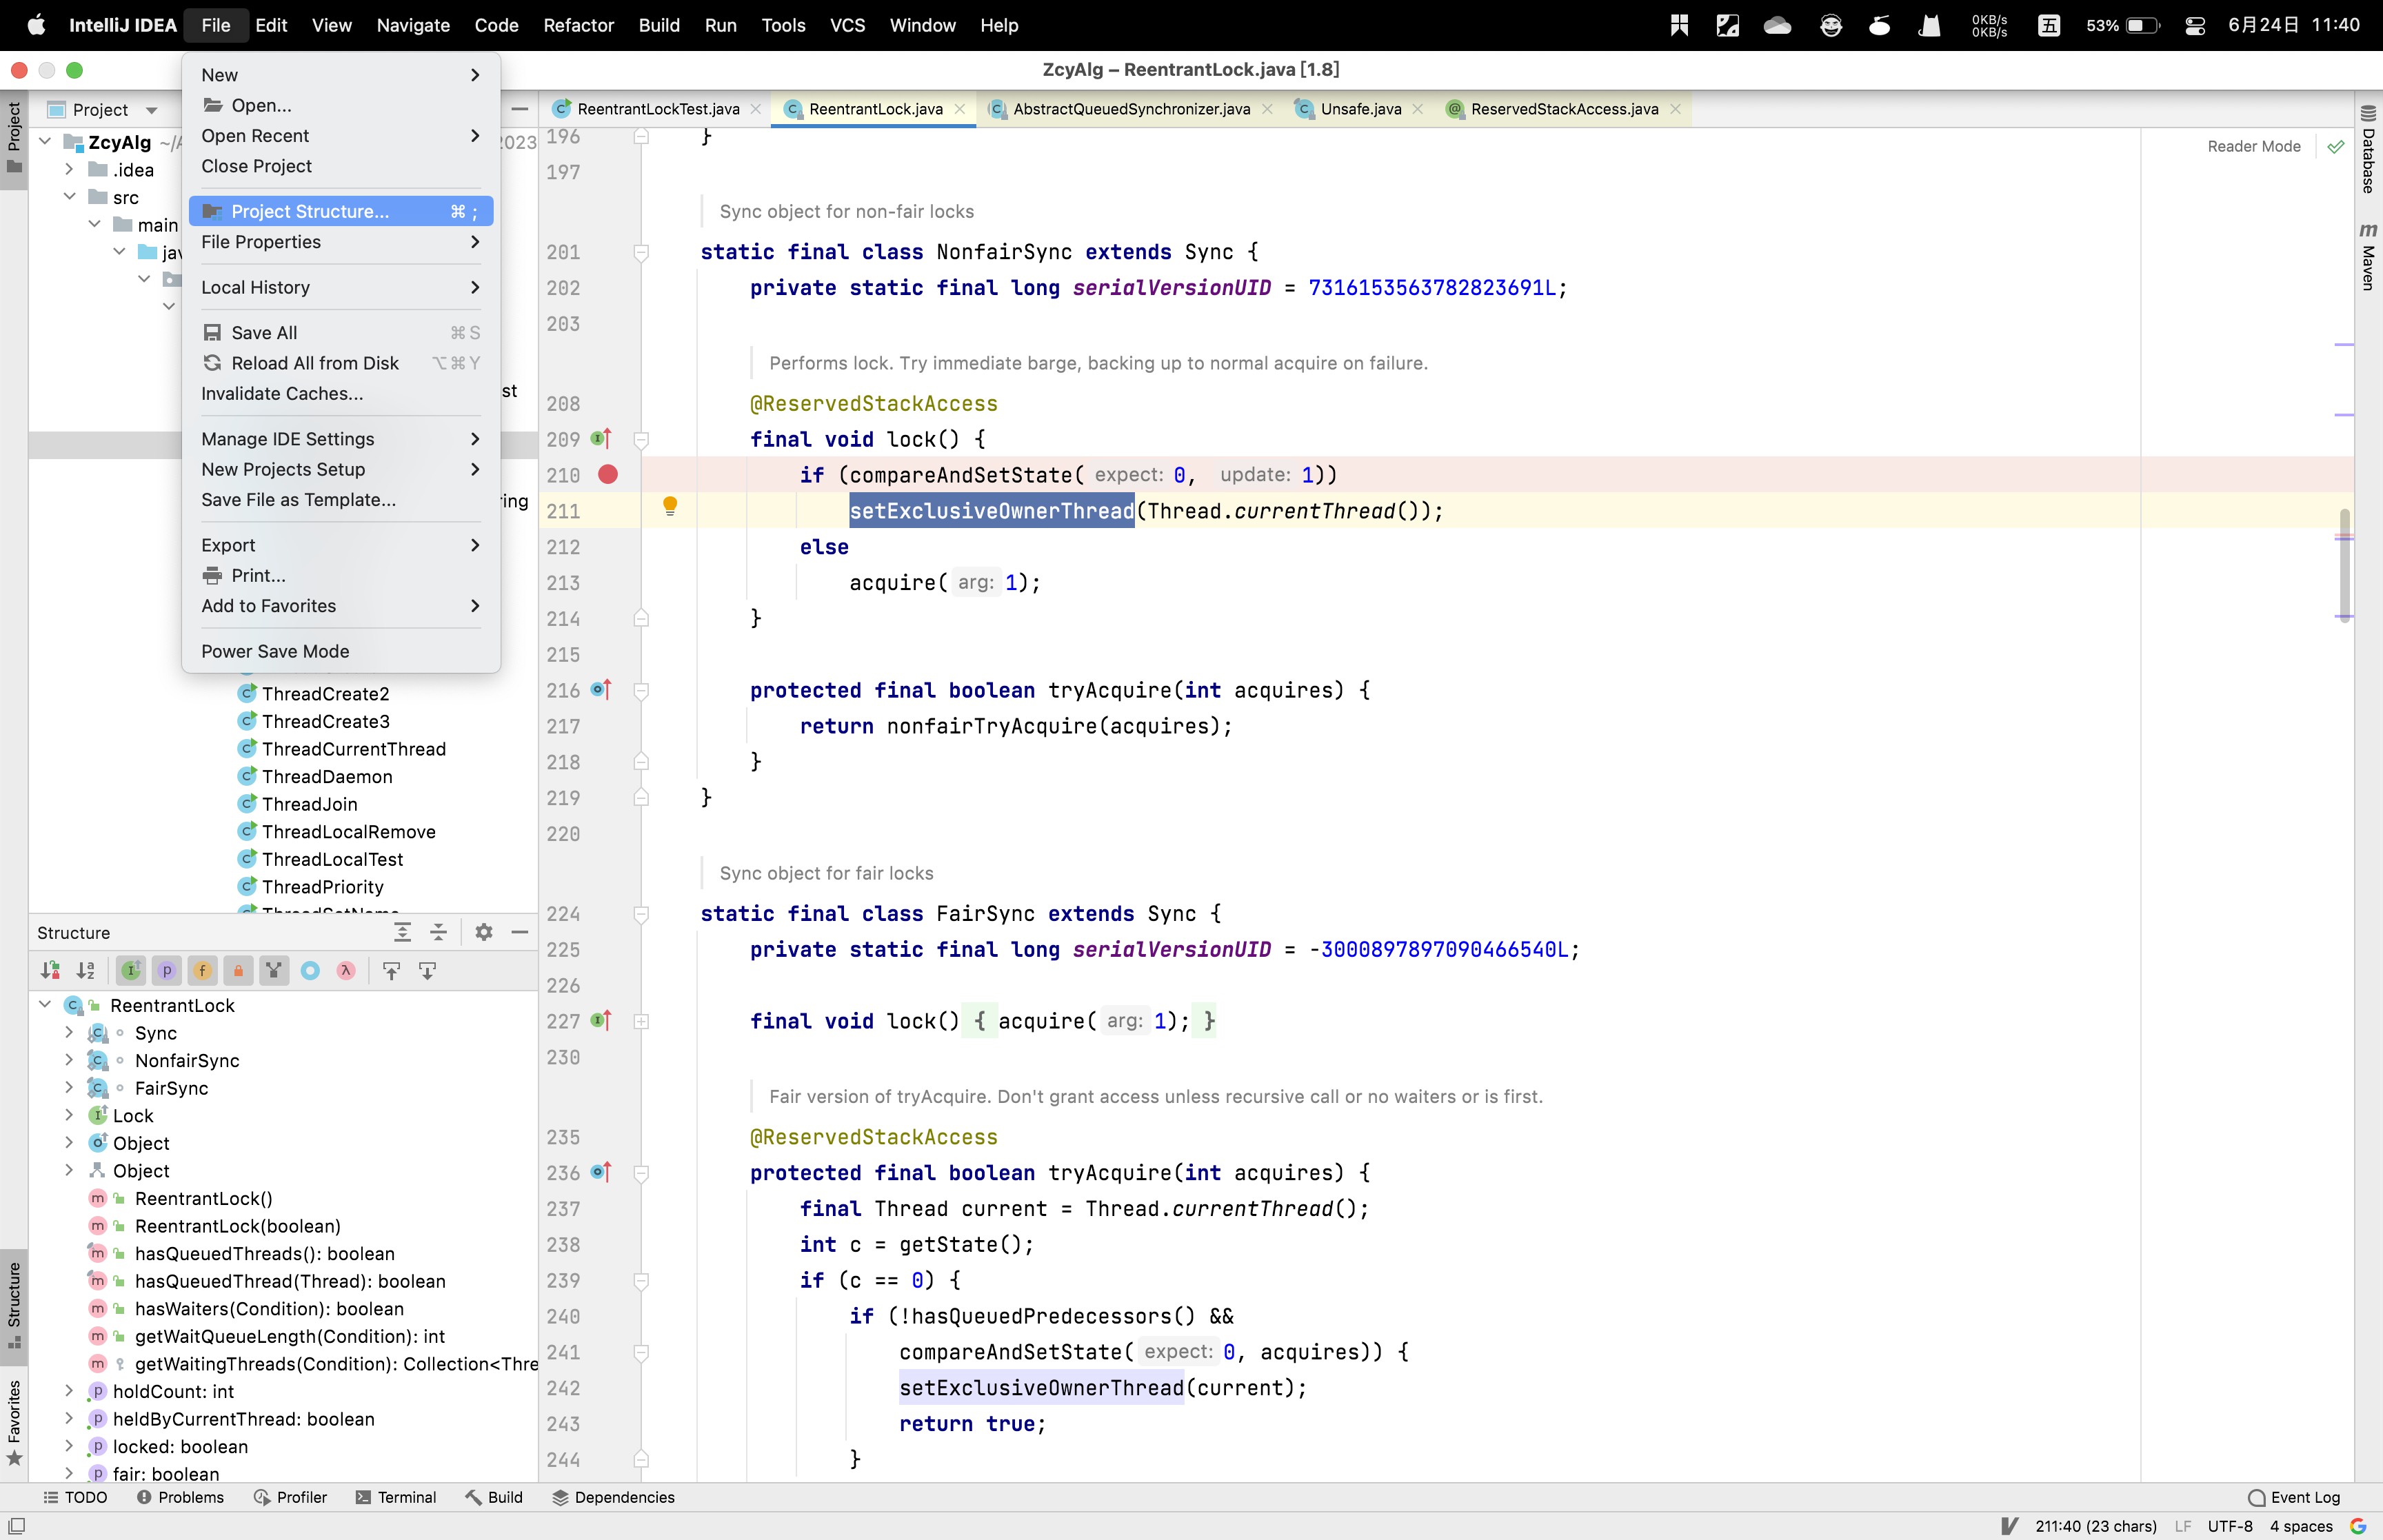 IntelliJ IDEA File Edit View Navigate Code Refactor Build Run Tools VCS Window Help 0KB/s 0KB/s 五 53% 6月24日 11:40
ZcyAlg – ReentrantLock.java [1.8]
New
Open...
Open Recent
Close Project
Project Structure... ⌘ ;
File Properties
Local History
Save All ⌘ S
Reload All from Disk ⌥ ⌘ Y
Invalidate Caches...
Manage IDE Settings
New Projects Setup
Save File as Template...
Export
Print...
Add to Favorites
Power Save Mode
Project
Project
ZcyAlg ~/ 2023
.idea
src
main
st
ring
ThreadCreate2
ThreadCreate3
ThreadCurrentThread
ThreadDaemon
ThreadJoin
ThreadLocalRemove
ThreadLocalTest
ThreadPriority
ThreadSetName
Structure
ReentrantLock
Sync
NonfairSync
FairSync
Lock
Object
Object
ReentrantLock()
ReentrantLock(boolean)
hasQueuedThreads(): boolean
hasQueuedThread(Thread): boolean
hasWaiters(Condition): boolean
getWaitQueueLength(Condition): int
getWaitingThreads(Condition): Collection<Thre
holdCount: int
heldByCurrentThread: boolean
locked: boolean
fair: boolean
Structure
Favorites
ReentrantLockTest.java ReentrantLock.java AbstractQueuedSynchronizer.java Unsafe.java ReservedStackAccess.java
Reader Mode
196 }
197
Sync object for non-fair locks
201 static final class NonfairSync extends Sync {
202 private static final long serialVersionUID = 7316153563782823691L;
203
Performs lock. Try immediate barge, backing up to normal acquire on failure.
208 @ReservedStackAccess
209 final void lock() {
210 if (compareAndSetState( expect: 0, update: 1))
211 setExclusiveOwnerThread(Thread.currentThread());
212 else
213 acquire( arg: 1);
214 }
215
216 protected final boolean tryAcquire(int acquires) {
217 return nonfairTryAcquire(acquires);
218 }
219 }
220
Sync object for fair locks
224 static final class FairSync extends Sync {
225 private static final long serialVersionUID = -3000897897090466540L;
226
227 final void lock() { acquire( arg: 1); }
230
Fair version of tryAcquire. Don't grant access unless recursive call or no waiters or is first.
235 @ReservedStackAccess
236 protected final boolean tryAcquire(int acquires) {
237 final Thread current = Thread.currentThread();
238 int c = getState();
239 if (c == 0) {
240 if (!hasQueuedPredecessors() &&
241 compareAndSetState( expect: 0, acquires)) {
242 setExclusiveOwnerThread(current);
243 return true;
244 }
Database
Maven
TODO Problems Profiler Terminal Build Dependencies Event Log
211:40 (23 chars) LF UTF-8 4 spaces